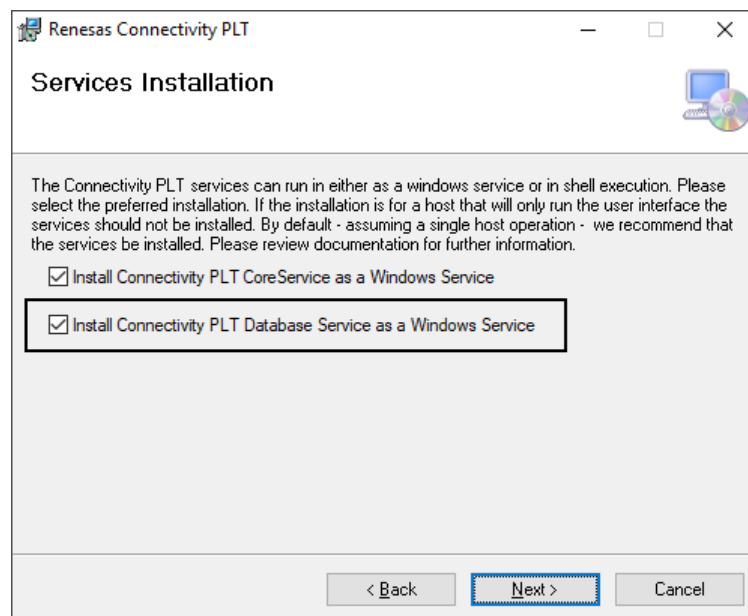 Renesas Connectivity PLT
Services Installation
The Connectivity PLT services can run in either as a windows service or in shell execution. Please
select the preferred installation. If the installation is for a host that will only run the user interface the
services should not be installed. By default - assuming a single host operation -  we recommend that
the services be installed. Please review documentation for further information.
Install Connectivity PLT CoreService as a Windows Service
Install Connectivity PLT Database Service as a Windows Service
< Back
Next >
Cancel